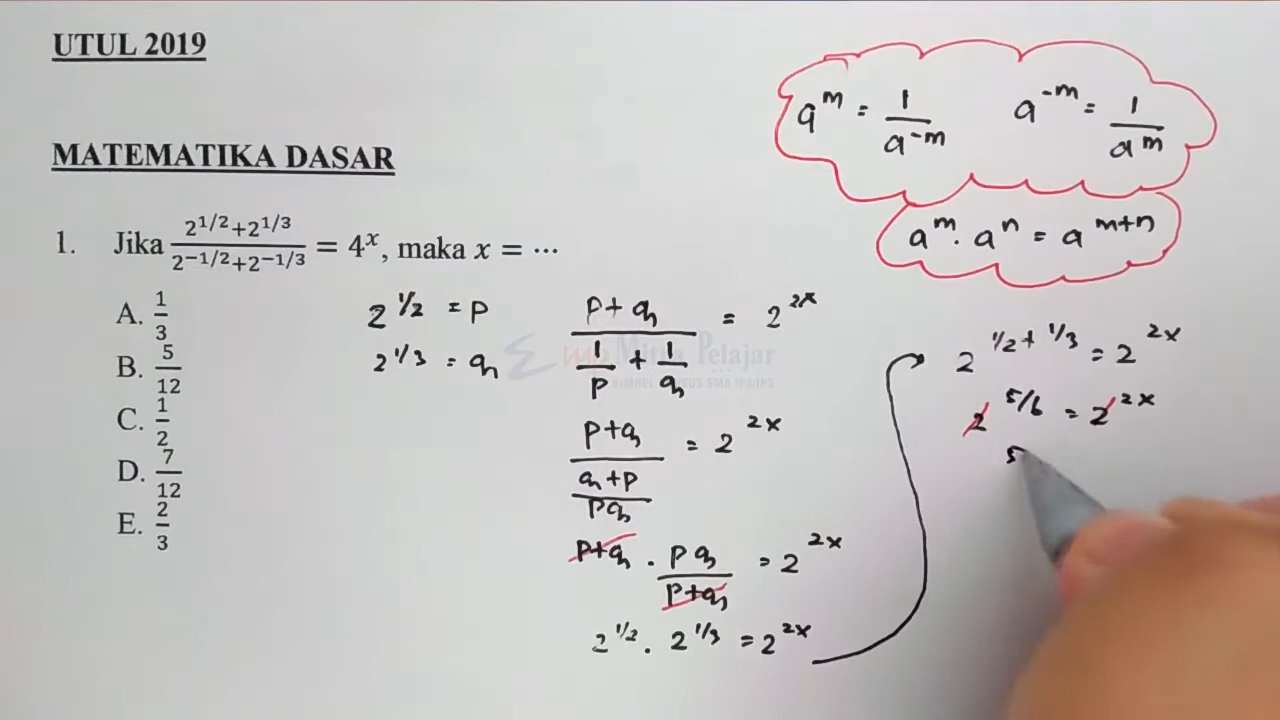 UTUL 2019
MATEMATIKA DASAR
1. Jika (2^{1/2}+2^{1/3})/(2^{-1/2}+2^{-1/3}) = 4^x, maka x = ⋯
A. 1/3
B. 5/12
C. 1/2
D. 7/12
E. 2/3
2^{1/2} = p
2^{1/3} = q
(p+q)/(1/p + 1/q) = 2^{2x}
(p+q)/((q+p)/(pq)) = 2^{2x}
p+q . pq/(p+q) = 2^{2x}
2^{1/2} . 2^{1/3} = 2^{2x}
a^m = 1/a^{-m}
a^{-m} = 1/a^m
a^m . a^n = a^{m+n}
2^{1/2 + 1/3} = 2^{2x}
2^{5/6} = 2^{2x}
5
Mitra Pelajar